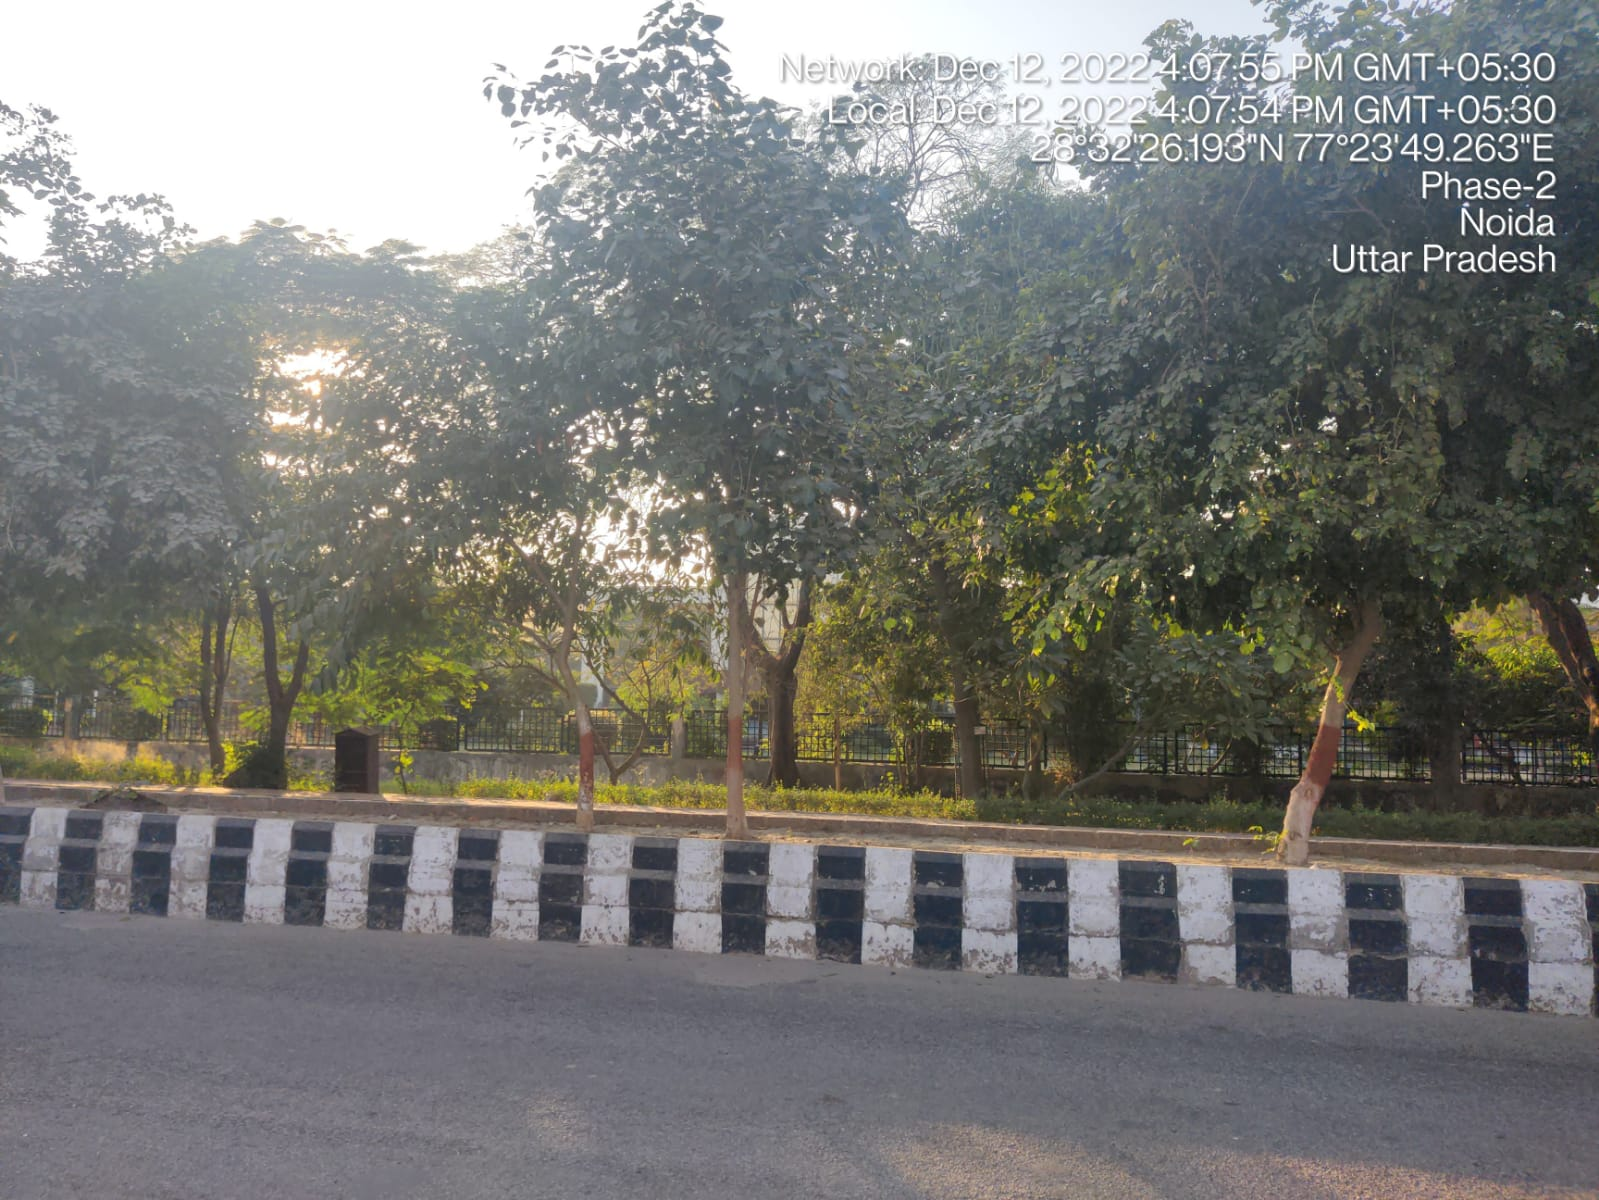 Network: Dec 12, 2022 4:07:55 PM GMT+05:30
Local: Dec 12, 2022 4:07:54 PM GMT+05:30
28°32'26.193"N 77°23'49.263"E
Phase-2
Noida
Uttar Pradesh